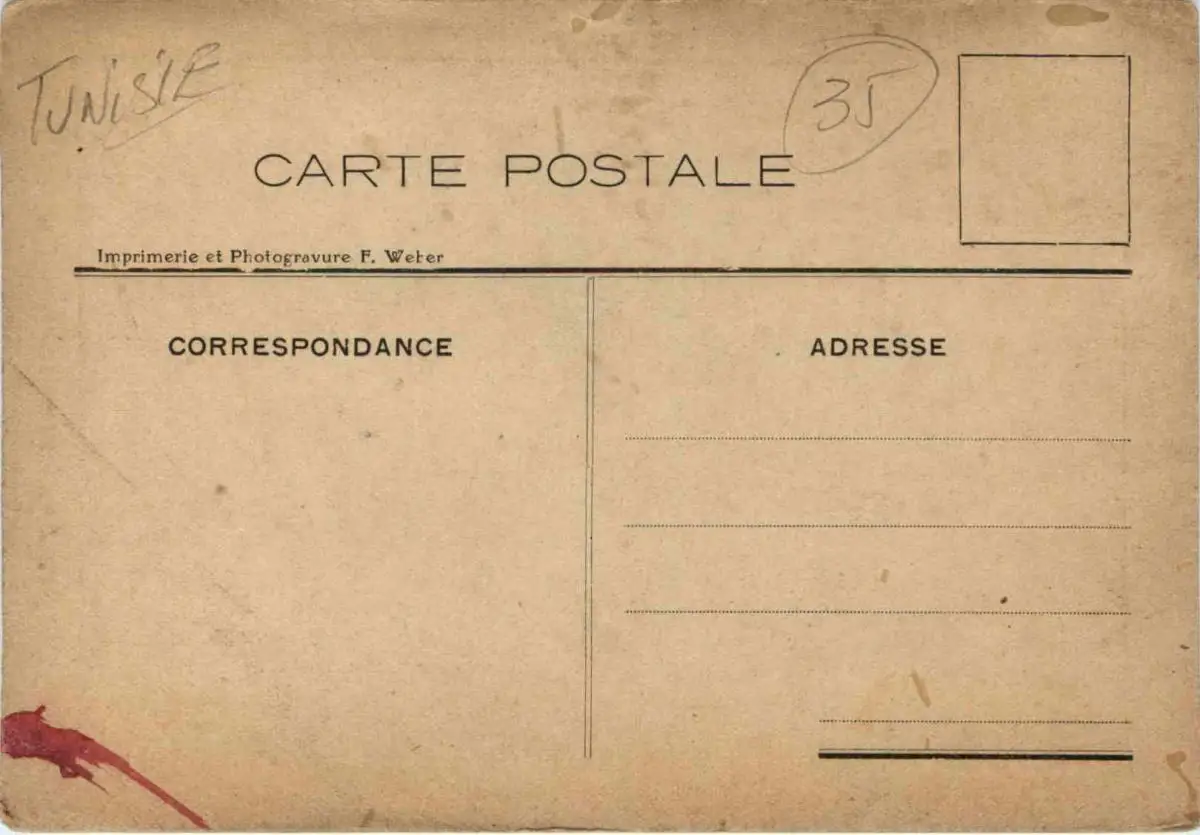 TUNISIE
35
CARTE POSTALE
Imprimerie et Photogravure F. Weber
CORRESPONDANCE
ADRESSE